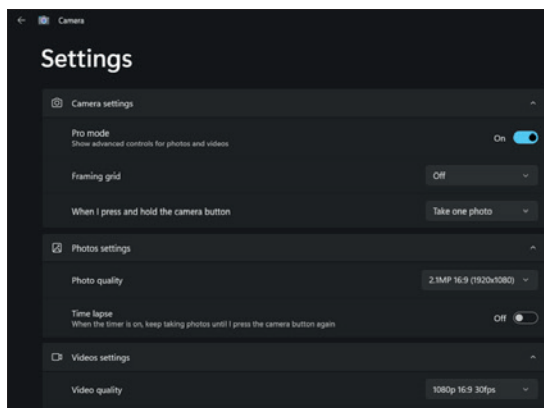 Camera
Settings
Camera settings
Pro mode
Show advanced controls for photos and videos
On
Framing grid
Off
When I press and hold the camera button
Take one photo
Photos settings
Photo quality
2.1MP 16:9 (1920x1080)
Time lapse
When the timer is on, keep taking photos until I press the camera button again
Off
Videos settings
Video quality
1080p 16:9 30fps